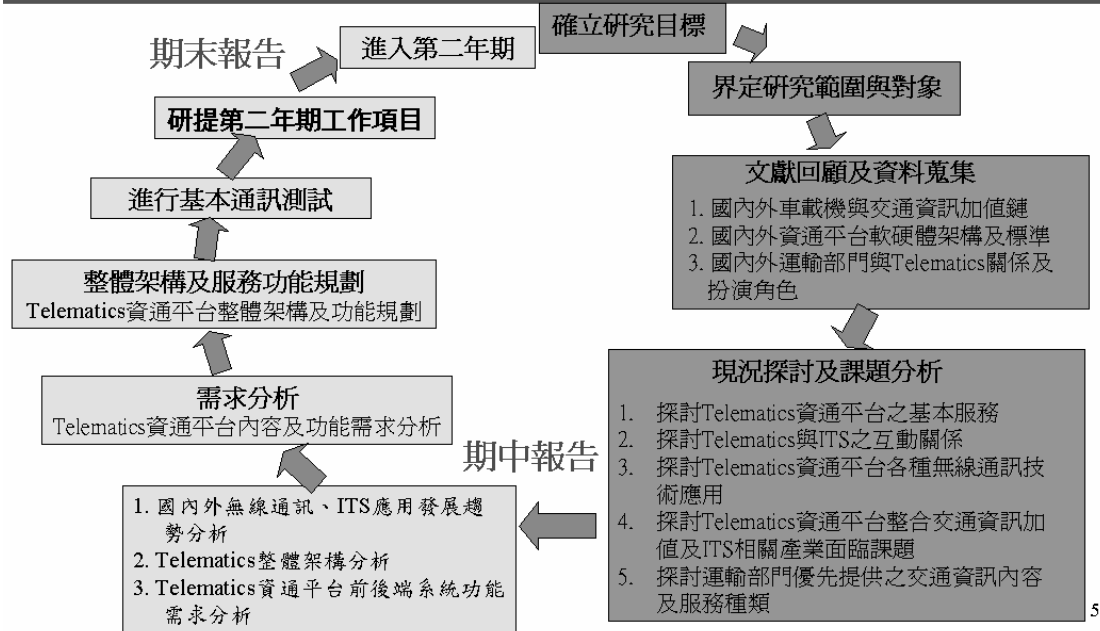 確立研究目標
界定研究範圍與對象
文獻回顧及資料蒐集
1. 國內外車載機與交通資訊加值鏈
2. 國內外資通平台軟硬體架構及標準
3. 國內外運輸部門與Telematics關係及
扮演角色
現況探討及課題分析
1. 探討Telematics資通平台之基本服務
2. 探討Telematics與ITS之互動關係
3. 探討Telematics資通平台各種無線通訊技
術應用
4. 探討Telematics資通平台整合交通資訊加
值及ITS相關產業面臨課題
5. 探討運輸部門優先提供之交通資訊內容
及服務種類
期中報告
1. 國內外無線通訊、ITS應用發展趨
勢分析
2. Telematics整體架構分析
3. Telematics資通平台前後端系統功能
需求分析
需求分析
Telematics資通平台內容及功能需求分析
整體架構及服務功能規劃
Telematics資通平台整體架構及功能規劃
進行基本通訊測試
研提第二年期工作項目
期末報告
進入第二年期
5